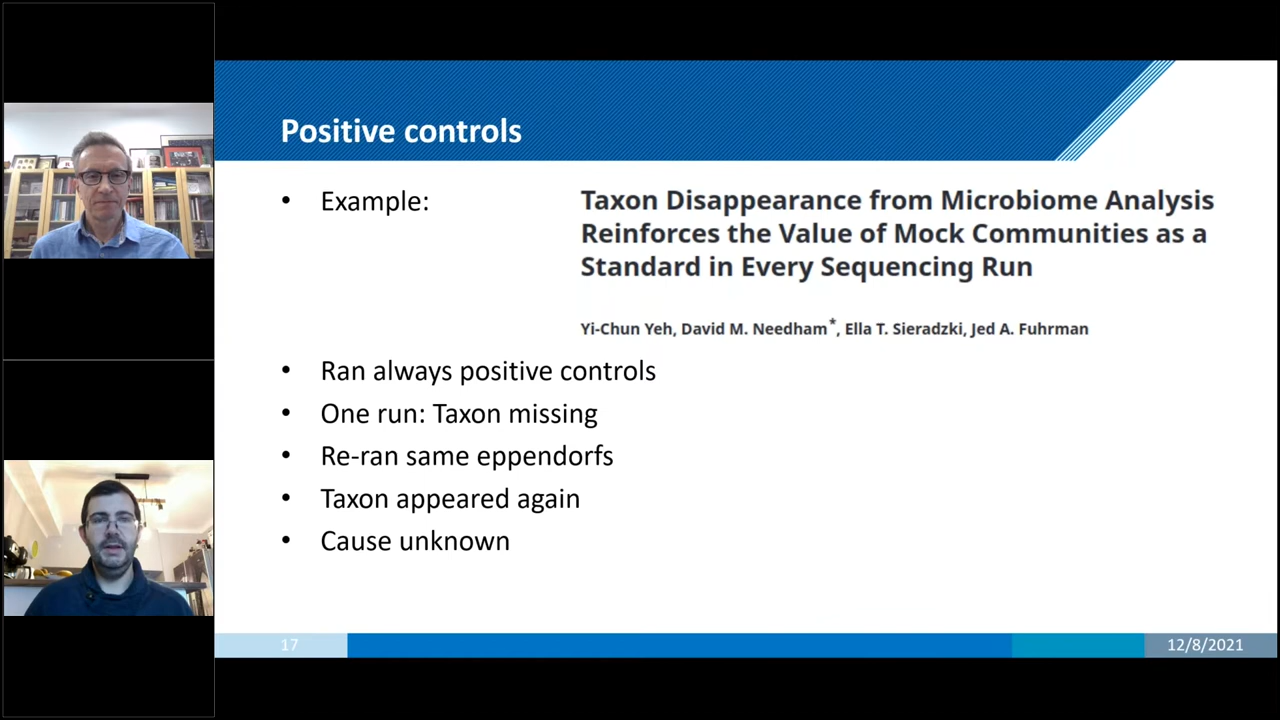 Positive controls
• Example:
Taxon Disappearance from Microbiome Analysis
Reinforces the Value of Mock Communities as a
Standard in Every Sequencing Run
Yi-Chun Yeh, David M. Needham*, Ella T. Sieradzki, Jed A. Fuhrman
• Ran always positive controls
• One run: Taxon missing
• Re-ran same eppendorfs
• Taxon appeared again
• Cause unknown
17
12/8/2021